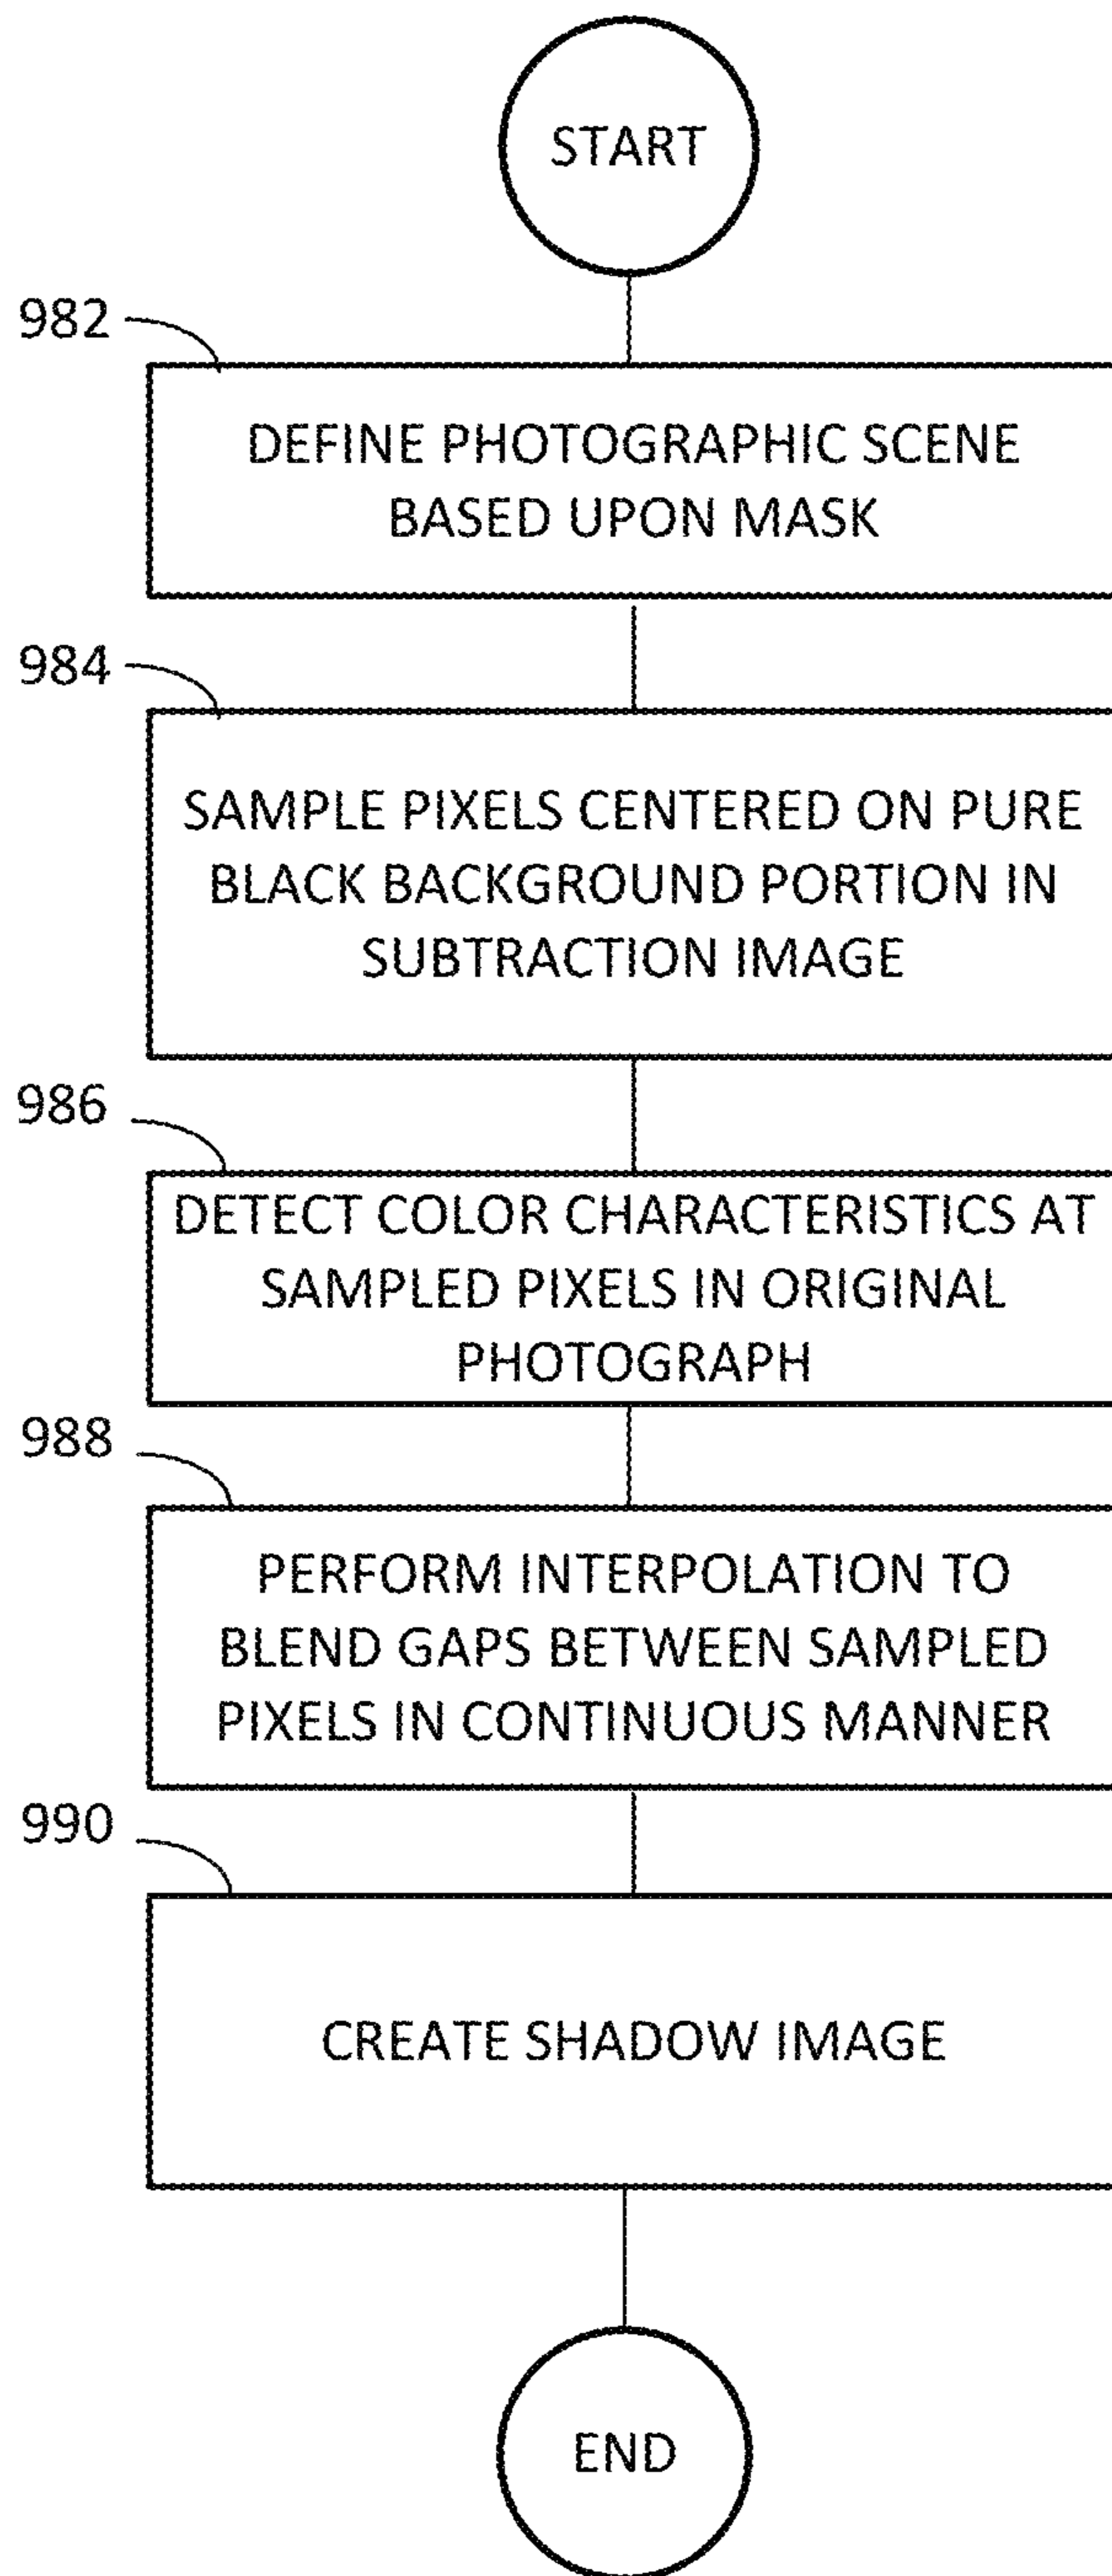 START
982
DEFINE PHOTOGRAPHIC SCENE
BASED UPON MASK
984
SAMPLE PIXELS CENTERED ON PURE
BLACK BACKGROUND PORTION IN
SUBTRACTION IMAGE
986
DETECT COLOR CHARACTERISTICS AT
SAMPLED PIXELS IN ORIGINAL
PHOTOGRAPH
988
PERFORM INTERPOLATION TO
BLEND GAPS BETWEEN SAMPLED
PIXELS IN CONTINUOUS MANNER
990
CREATE SHADOW IMAGE
END